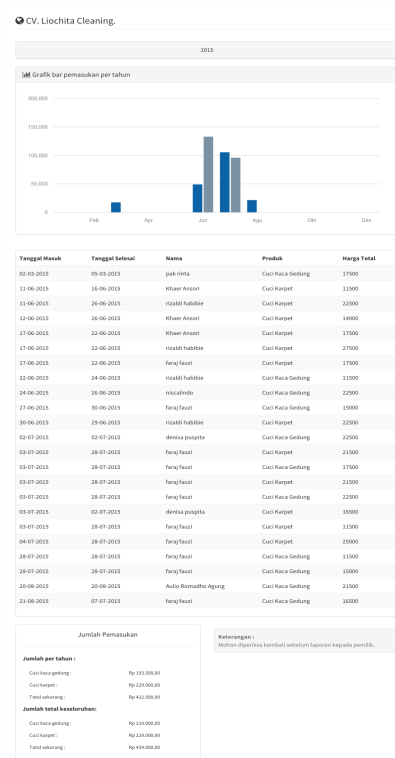 CV. Liochita Cleaning.
2015
Grafik bar pemasukan per tahun
200,000
150,000
100,000
50,000
0
Feb Apr Jun Agu Okt Des
Tanggal Masuk Tanggal Selesai Nama Produk Harga Total
02-03-2015 05-03-2015 pak rinta Cuci Kaca Gedung 17500
11-06-2015 16-06-2015 Khaer Ansori Cuci Karpet 11500
11-06-2015 26-06-2015 rizaldi habibie Cuci Karpet 22500
12-06-2015 26-06-2015 Khaer Ansori Cuci Karpet 14000
17-06-2015 22-06-2015 Khaer Ansori Cuci Karpet 17500
17-06-2015 22-06-2015 rizaldi habibie Cuci Karpet 27500
17-06-2015 22-06-2015 faraj fauzi Cuci Karpet 17500
22-06-2015 24-06-2015 rizaldi habibie Cuci Kaca Gedung 11500
24-06-2015 26-06-2015 niscalindo Cuci Kaca Gedung 22500
27-06-2015 30-06-2015 faraj fauzi Cuci Kaca Gedung 15000
30-06-2015 29-06-2015 rizaldi habibie Cuci Karpet 22500
02-07-2015 02-07-2015 denisa puspita Cuci Kaca Gedung 22500
03-07-2015 28-07-2015 faraj fauzi Cuci Karpet 21500
03-07-2015 28-07-2015 faraj fauzi Cuci Kaca Gedung 17500
03-07-2015 28-07-2015 faraj fauzi Cuci Karpet 21500
03-07-2015 28-07-2015 faraj fauzi Cuci Kaca Gedung 22500
03-07-2015 02-07-2015 denisa puspita Cuci Karpet 16500
03-07-2015 28-07-2015 faraj fauzi Cuci Karpet 11500
04-07-2015 28-07-2015 faraj fauzi Cuci Karpet 25000
28-07-2015 28-07-2015 faraj fauzi Cuci Kaca Gedung 11500
28-07-2015 28-07-2015 faraj fauzi Cuci Kaca Gedung 15000
20-08-2015 20-08-2015 Aulio Romadho Agung Cuci Kaca Gedung 21500
21-08-2015 07-07-2015 faraj fauzi Cuci Kaca Gedung 16500
Jumlah Pemasukan
Keterangan :
Mohon diperiksa kembali sebelum laporan kepada pemilik.
Jumlah per tahun :
Cuci kaca gedung : Rp 193.500,00
Cuci karpet : Rp 229.000,00
Total sekarang : Rp 422.500,00
Jumlah total keseluruhan:
Cuci kaca gedung : Rp 210.000,00
Cuci karpet : Rp 229.000,00
Total sekarang : Rp 439.000,00